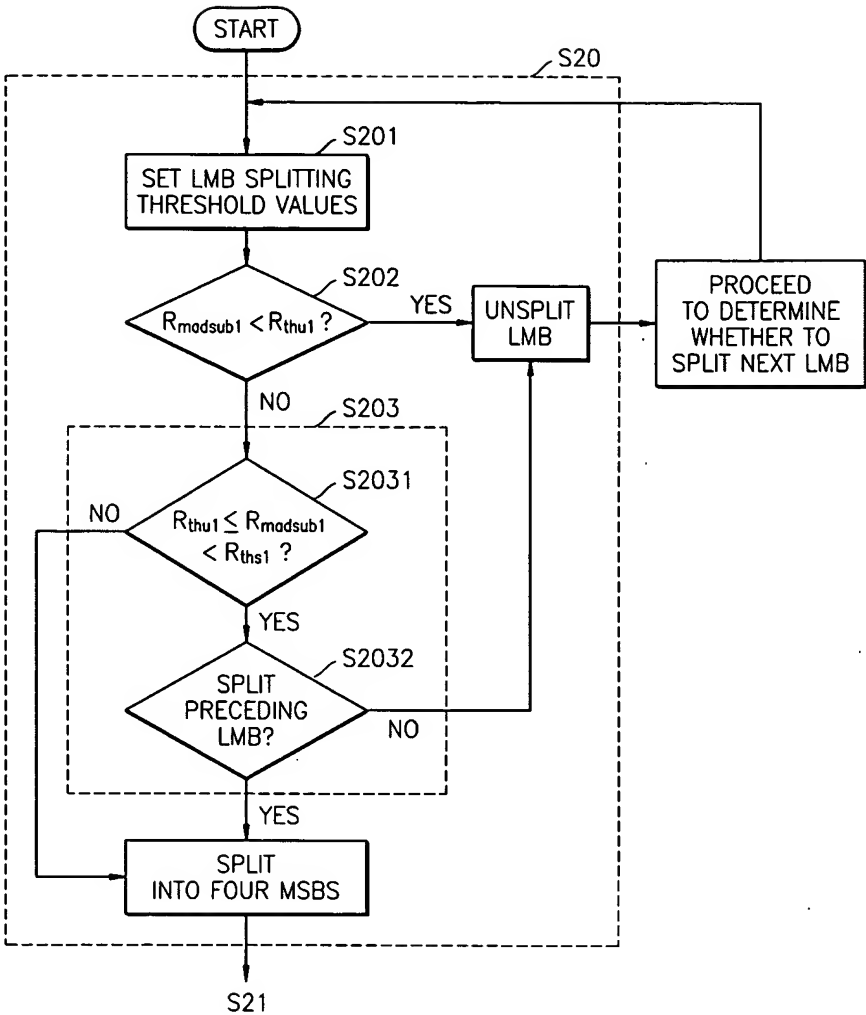 START
S20
S201
SET LMB SPLITTING
THRESHOLD VALUES
S202
Rmadsub1 < Rthu1 ?
YES
UNSPLIT
LMB
PROCEED
TO DETERMINE
WHETHER TO
SPLIT NEXT LMB
NO
S203
S2031
NO
Rthu1 ≤ Rmadsub1
< Rths1 ?
YES
S2032
SPLIT
PRECEDING
LMB?
NO
YES
SPLIT
INTO FOUR MSBS
S21